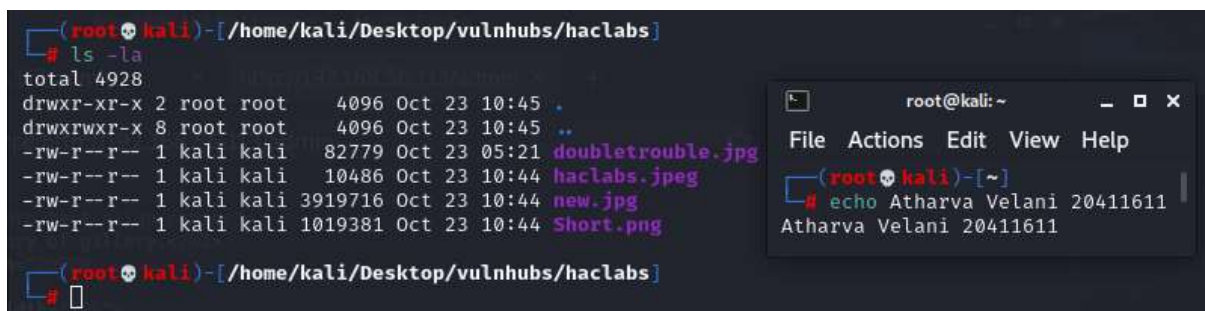 ┌──(root💀kali)-[/home/kali/Desktop/vulnhubs/haclabs]
└─# ls -la
total 4928
drwxr-xr-x 2 root root    4096 Oct 23 10:45 .
drwxrwxr-x 8 root root    4096 Oct 23 10:45 ..
-rw-r--r-- 1 kali kali   82779 Oct 23 05:21 doubletrouble.jpg
-rw-r--r-- 1 kali kali   10486 Oct 23 10:44 haclabs.jpeg
-rw-r--r-- 1 kali kali 3919716 Oct 23 10:44 new.jpg
-rw-r--r-- 1 kali kali 1019381 Oct 23 10:44 Short.png
┌──(root💀kali)-[/home/kali/Desktop/vulnhubs/haclabs]
└─#
root@kali: ~
File Actions Edit View Help
┌──(root💀kali)-[~]
└─# echo Atharva Velani 20411611
Atharva Velani 20411611